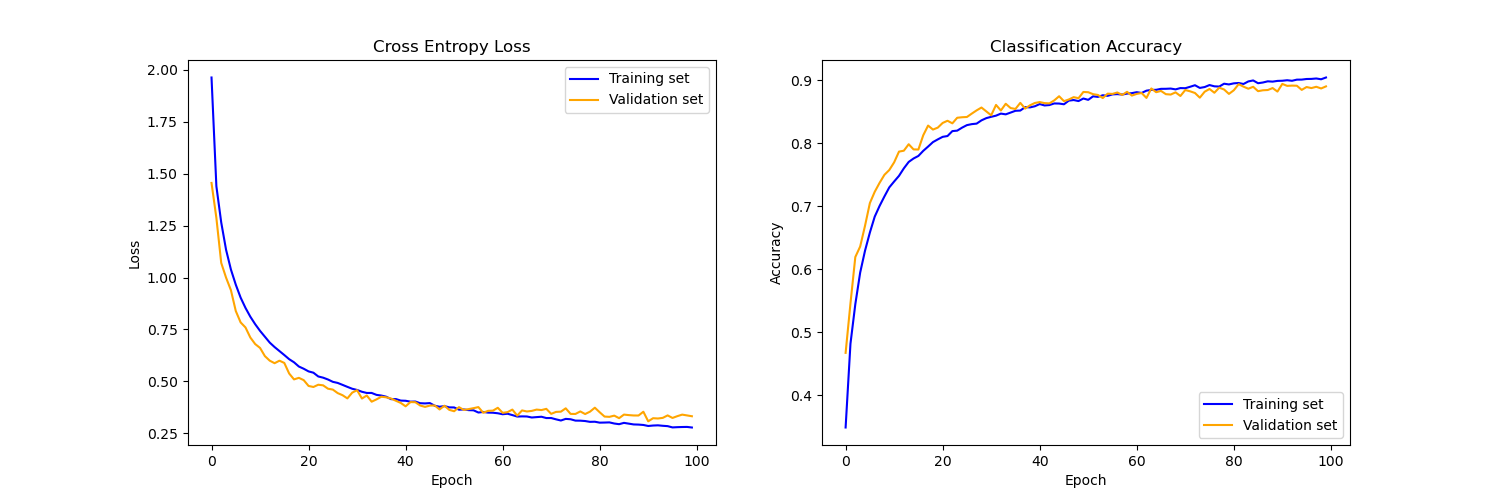 Cross Entropy Loss
2.00
1.75
1.50
1.25
1.00
0.75
0.50
0.25
Loss
0 20 40 60 80 100
Epoch
Training set
Validation set
Classification Accuracy
0.9
0.8
0.7
0.6
0.5
0.4
Accuracy
0 20 40 60 80 100
Epoch
Training set
Validation set